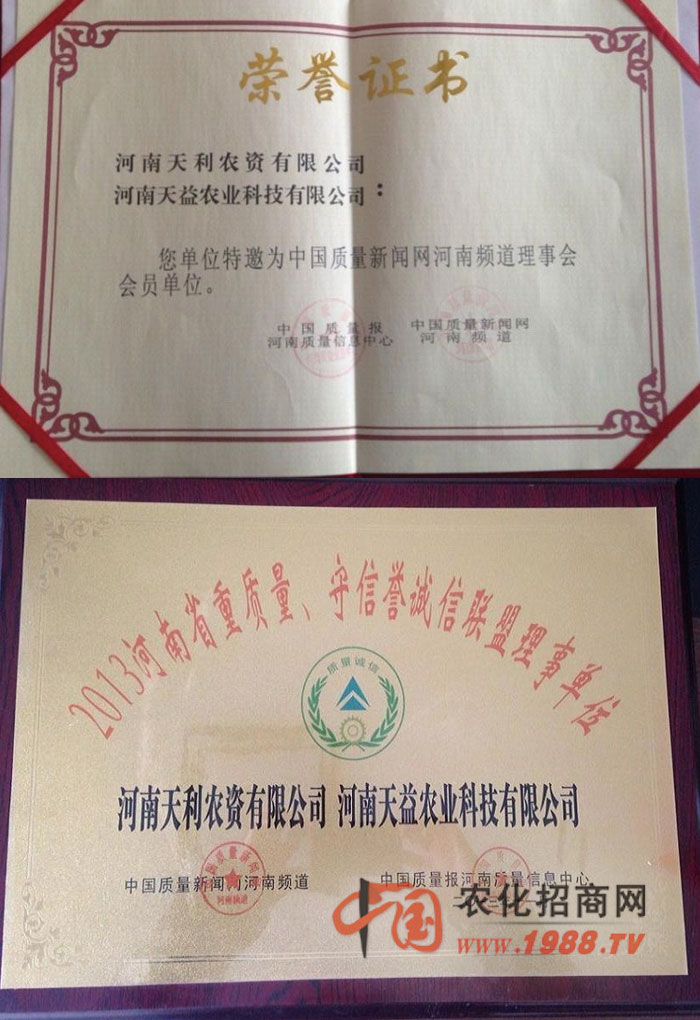 荣誉证书
河南天利农资有限公司
河南天益农业科技有限公司：
您单位特邀为中国质量新闻网河南频道理事会
会员单位。
中国质量报 中国质量新闻网
河南质量信息中心 河南频道
2013河南省重质量、守信誉诚信联盟理事单位
质量诚信
河南天利农资有限公司 河南天益农业科技有限公司
中国质量新闻网河南频道 中国质量报河南质量信息中心
河南频道
中国农化招商网
www.1988.TV